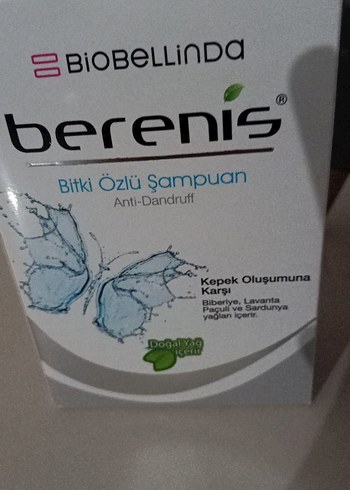 BiOBELLiNDa
berenis®
Bitki Özlü Şampuan
Anti-Dandruff
Kepek Oluşumuna
Karşı
Biberiye, Lavanta
Paçuli ve Sardunya
yağları içerir.
Doğal Yağ
içerir